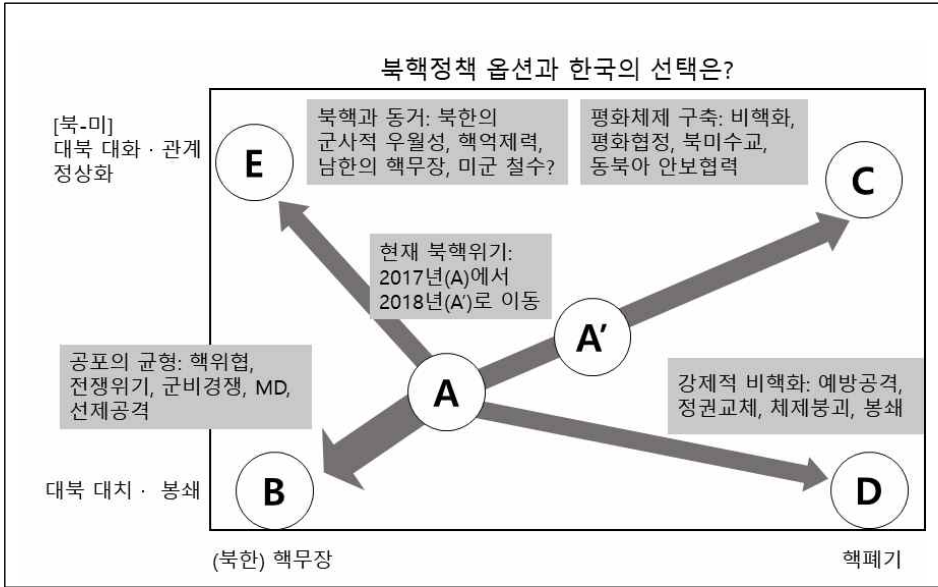 북핵정책 옵션과 한국의 선택은?
[북-미]
대북 대화 · 관계
정상화
E
북핵과 동거: 북한의
군사적 우월성, 핵억제력,
남한의 핵무장, 미군 철수?
평화체제 구축: 비핵화,
평화협정, 북미수교,
동북아 안보협력
C
현재 북핵위기:
2017년(A)에서
2018년(A')로 이동
A'
공포의 균형: 핵위협,
전쟁위기, 군비경쟁, MD,
선제공격
A
강제적 비핵화: 예방공격,
정권교체, 체제붕괴, 봉쇄
대북 대치 · 봉쇄
B
D
(북한) 핵무장
핵폐기